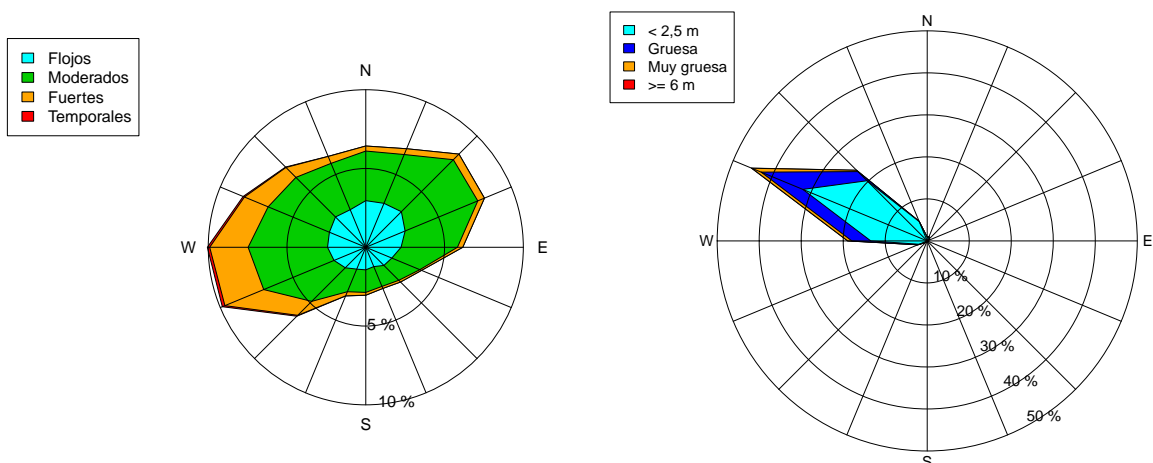 Flojos
Moderados
Fuertes
Temporales
N
W
E
5 %
10 %
S
< 2,5 m
Gruesa
Muy gruesa
>= 6 m
N
W
E
10 %
20 %
30 %
40 %
50 %
S